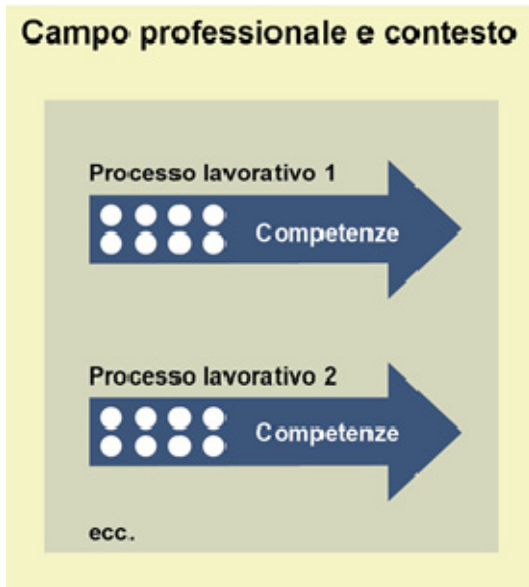 Campo professionale e contesto
Processo lavorativo 1
Competenze
Processo lavorativo 2
Competenze
ecc.